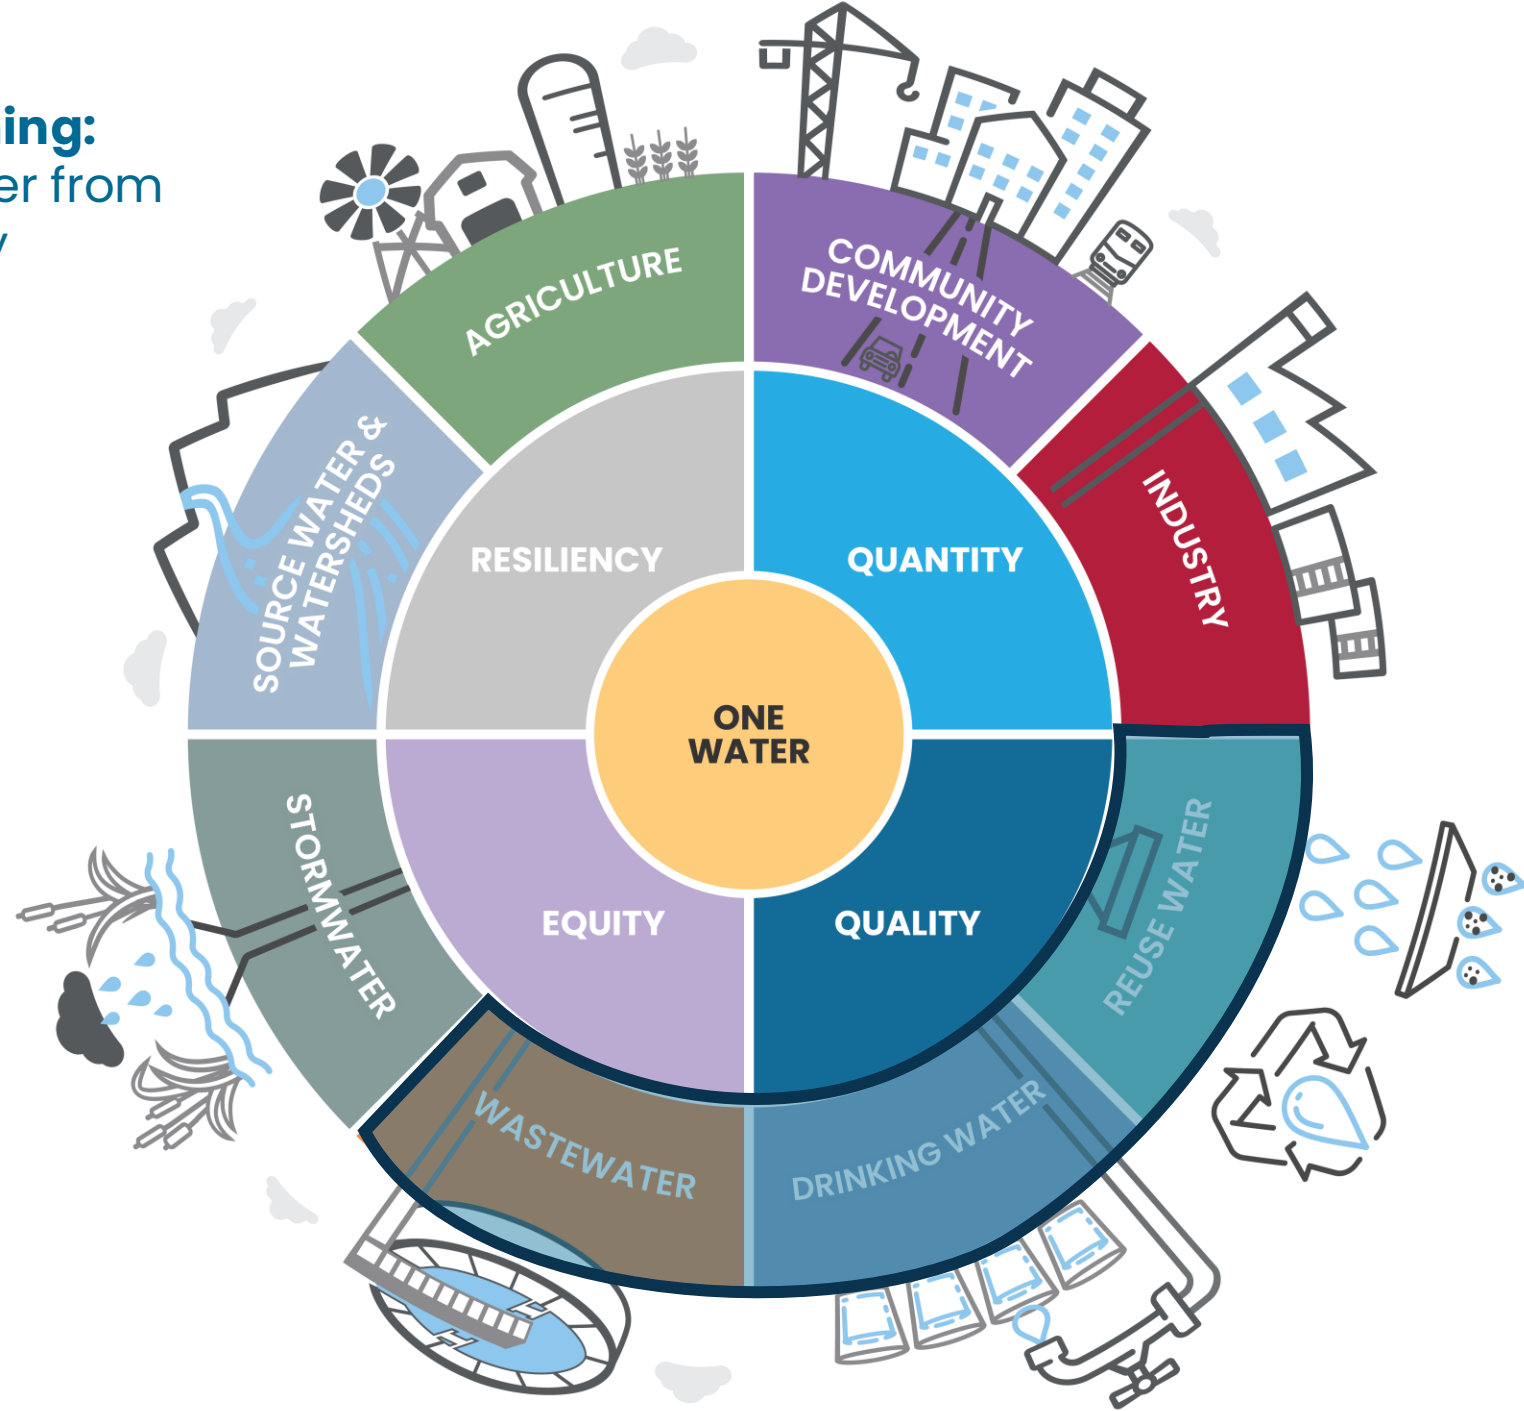 ing:
er from
y
AGRICULTURE
COMMUNITY
DEVELOPMENT
INDUSTRY
REUSE WATER
DRINKING WATER
WASTEWATER
STORMWATER
SOURCE WATER &
WATERSHEDS
RESILIENCY
QUANTITY
EQUITY
QUALITY
ONE
WATER